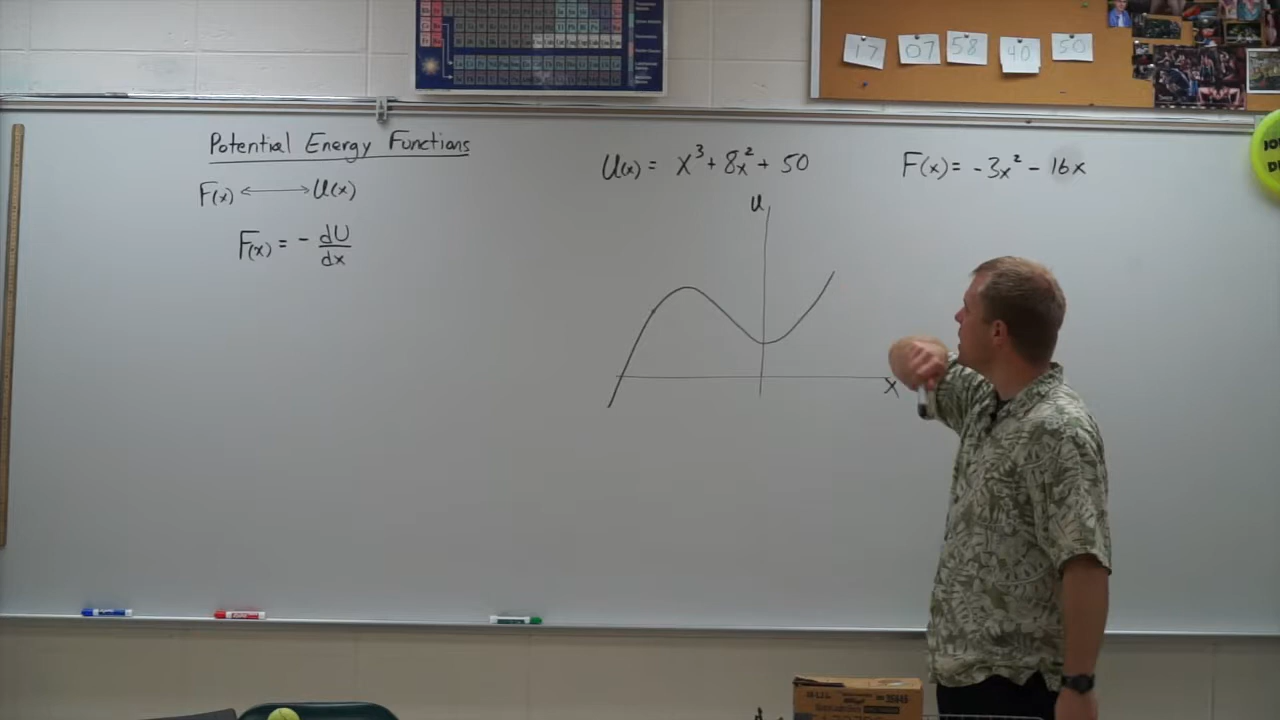 17 07 58 40 50
Potential Energy Functions
F(x) ⟷ U(x)
F(x) = - dU/dx
U(x) = x³ + 8x² + 50
F(x) = -3x² - 16x
U
X